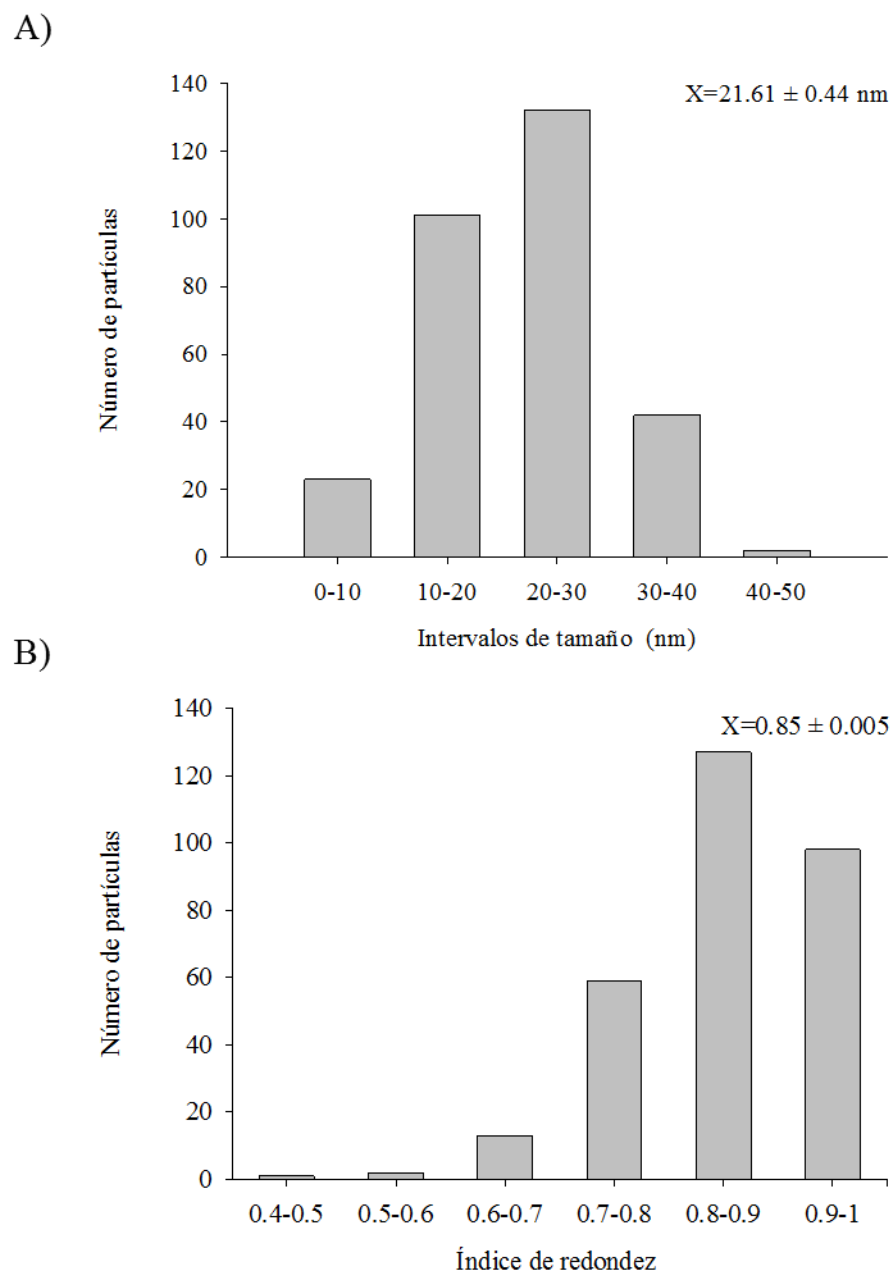 A)
X=21.61 ± 0.44 nm
140
120
100
80
60
40
20
0
Número de partículas
0-10 10-20 20-30 30-40 40-50
Intervalos de tamaño (nm)
B)
X=0.85 ± 0.005
140
120
100
80
60
40
20
0
Número de partículas
0.4-0.5 0.5-0.6 0.6-0.7 0.7-0.8 0.8-0.9 0.9-1
Índice de redondez